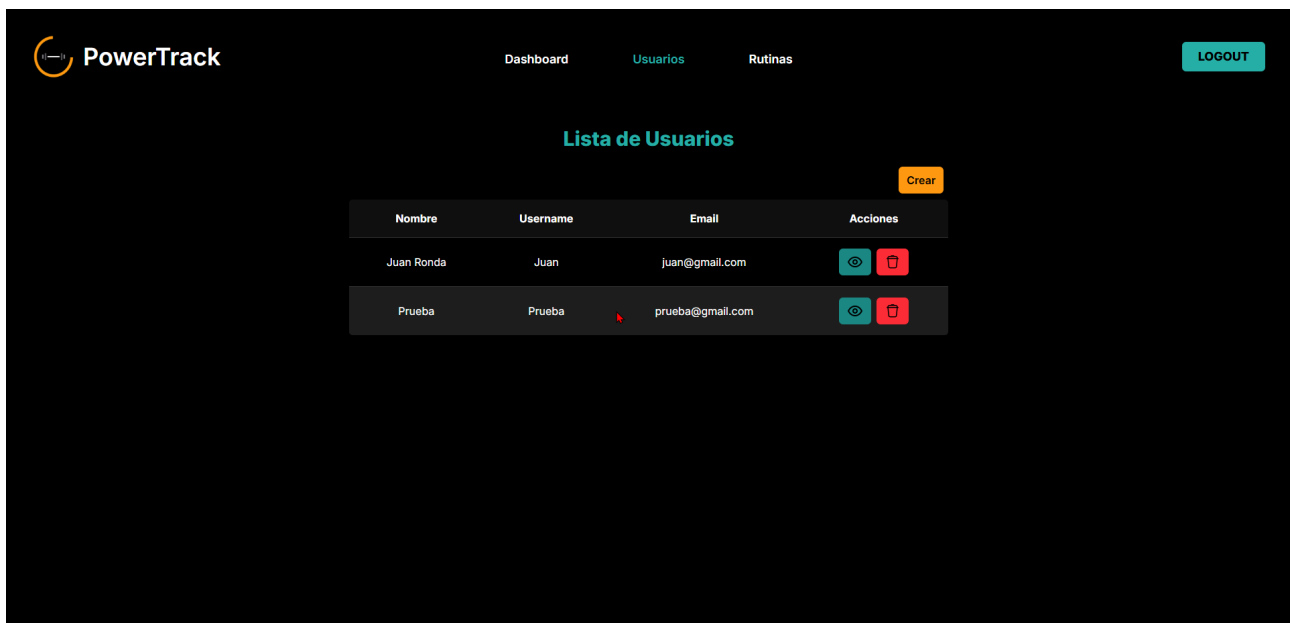 PowerTrack
Dashboard Usuarios Rutinas
LOGOUT
Lista de Usuarios
Crear
Nombre Username Email Acciones
Juan Ronda Juan juan@gmail.com
Prueba Prueba prueba@gmail.com